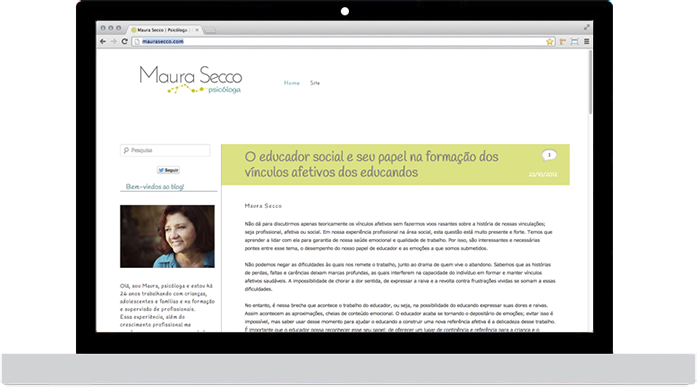 Maura Secco | Psicóloga |
maurasecco.com
Maura Secco
psicóloga
Home Site
Pesquisa
Seguir
Bem-vindos ao blog!
Olá, sou Maura, psicóloga e estou há
24 anos trabalhando com crianças,
adolescentes e famílias e na formação
e supervisão de profissionais.
Essa experiência, além do
crescimento profissional me
O educador social e seu papel na formação dos
vínculos afetivos dos educandos
3
23/10/2012
Maura Secco
Não dá para discutirmos apenas teoricamente os vínculos afetivos sem fazermos voos rasantes sobre a história de nossas vinculações;
seja profissional, afetiva ou social. Em nossa experiência profissional na área social, esta questão está muito presente e forte. Temos que
aprender a lidar com ela para garantia de nossa saúde emocional e qualidade de trabalho. Por isso, são interessantes e necessárias
pontes entre esse tema, o desempenho do nosso papel de educador e as emoções a que somos submetidos.
Não podemos negar as dificuldades às quais nos remete o trabalho, junto ao drama de quem vive o abandono. Sabemos que as histórias
de perdas, faltas e carências deixam marcas profundas, as quais interferem na capacidade do indivíduo em formar e manter vínculos
afetivos saudáveis. A impossibilidade de chorar a dor sentida, de expressar a raiva e a revolta contra frustrações vividas se somam a essas
dificuldades.
No entanto, é nessa brecha que acontece o trabalho do educador, ou seja, na possibilidade do educando expressar suas dores e raivas.
Assim acontecem as aproximações, cheias de conteúdo emocional. O educador acaba se tornando o depositário de emoções; evitar isso é
impossível, mas saber usar desse momento para ajudar o educando a construir uma nova referência afetiva é a delicadeza desse trabalho.
É importante que o educador possa reconhecer esse seu papel, de oferecer um lugar de continência e referência para a criança e o